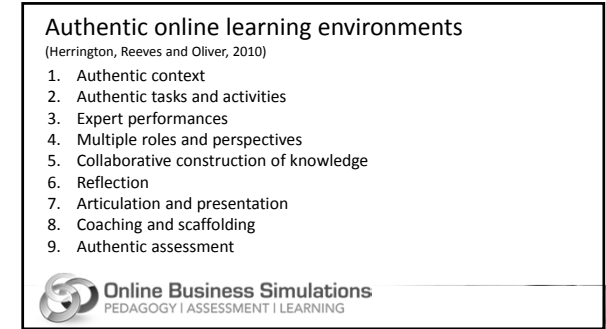 Authentic online learning environments
(Herrington, Reeves and Oliver, 2010)
1. Authentic context
2. Authentic tasks and activities
3. Expert performances
4. Multiple roles and perspectives
5. Collaborative construction of knowledge
6. Reflection
7. Articulation and presentation
8. Coaching and scaffolding
9. Authentic assessment
Online Business Simulations
PEDAGOGY | ASSESSMENT | LEARNING